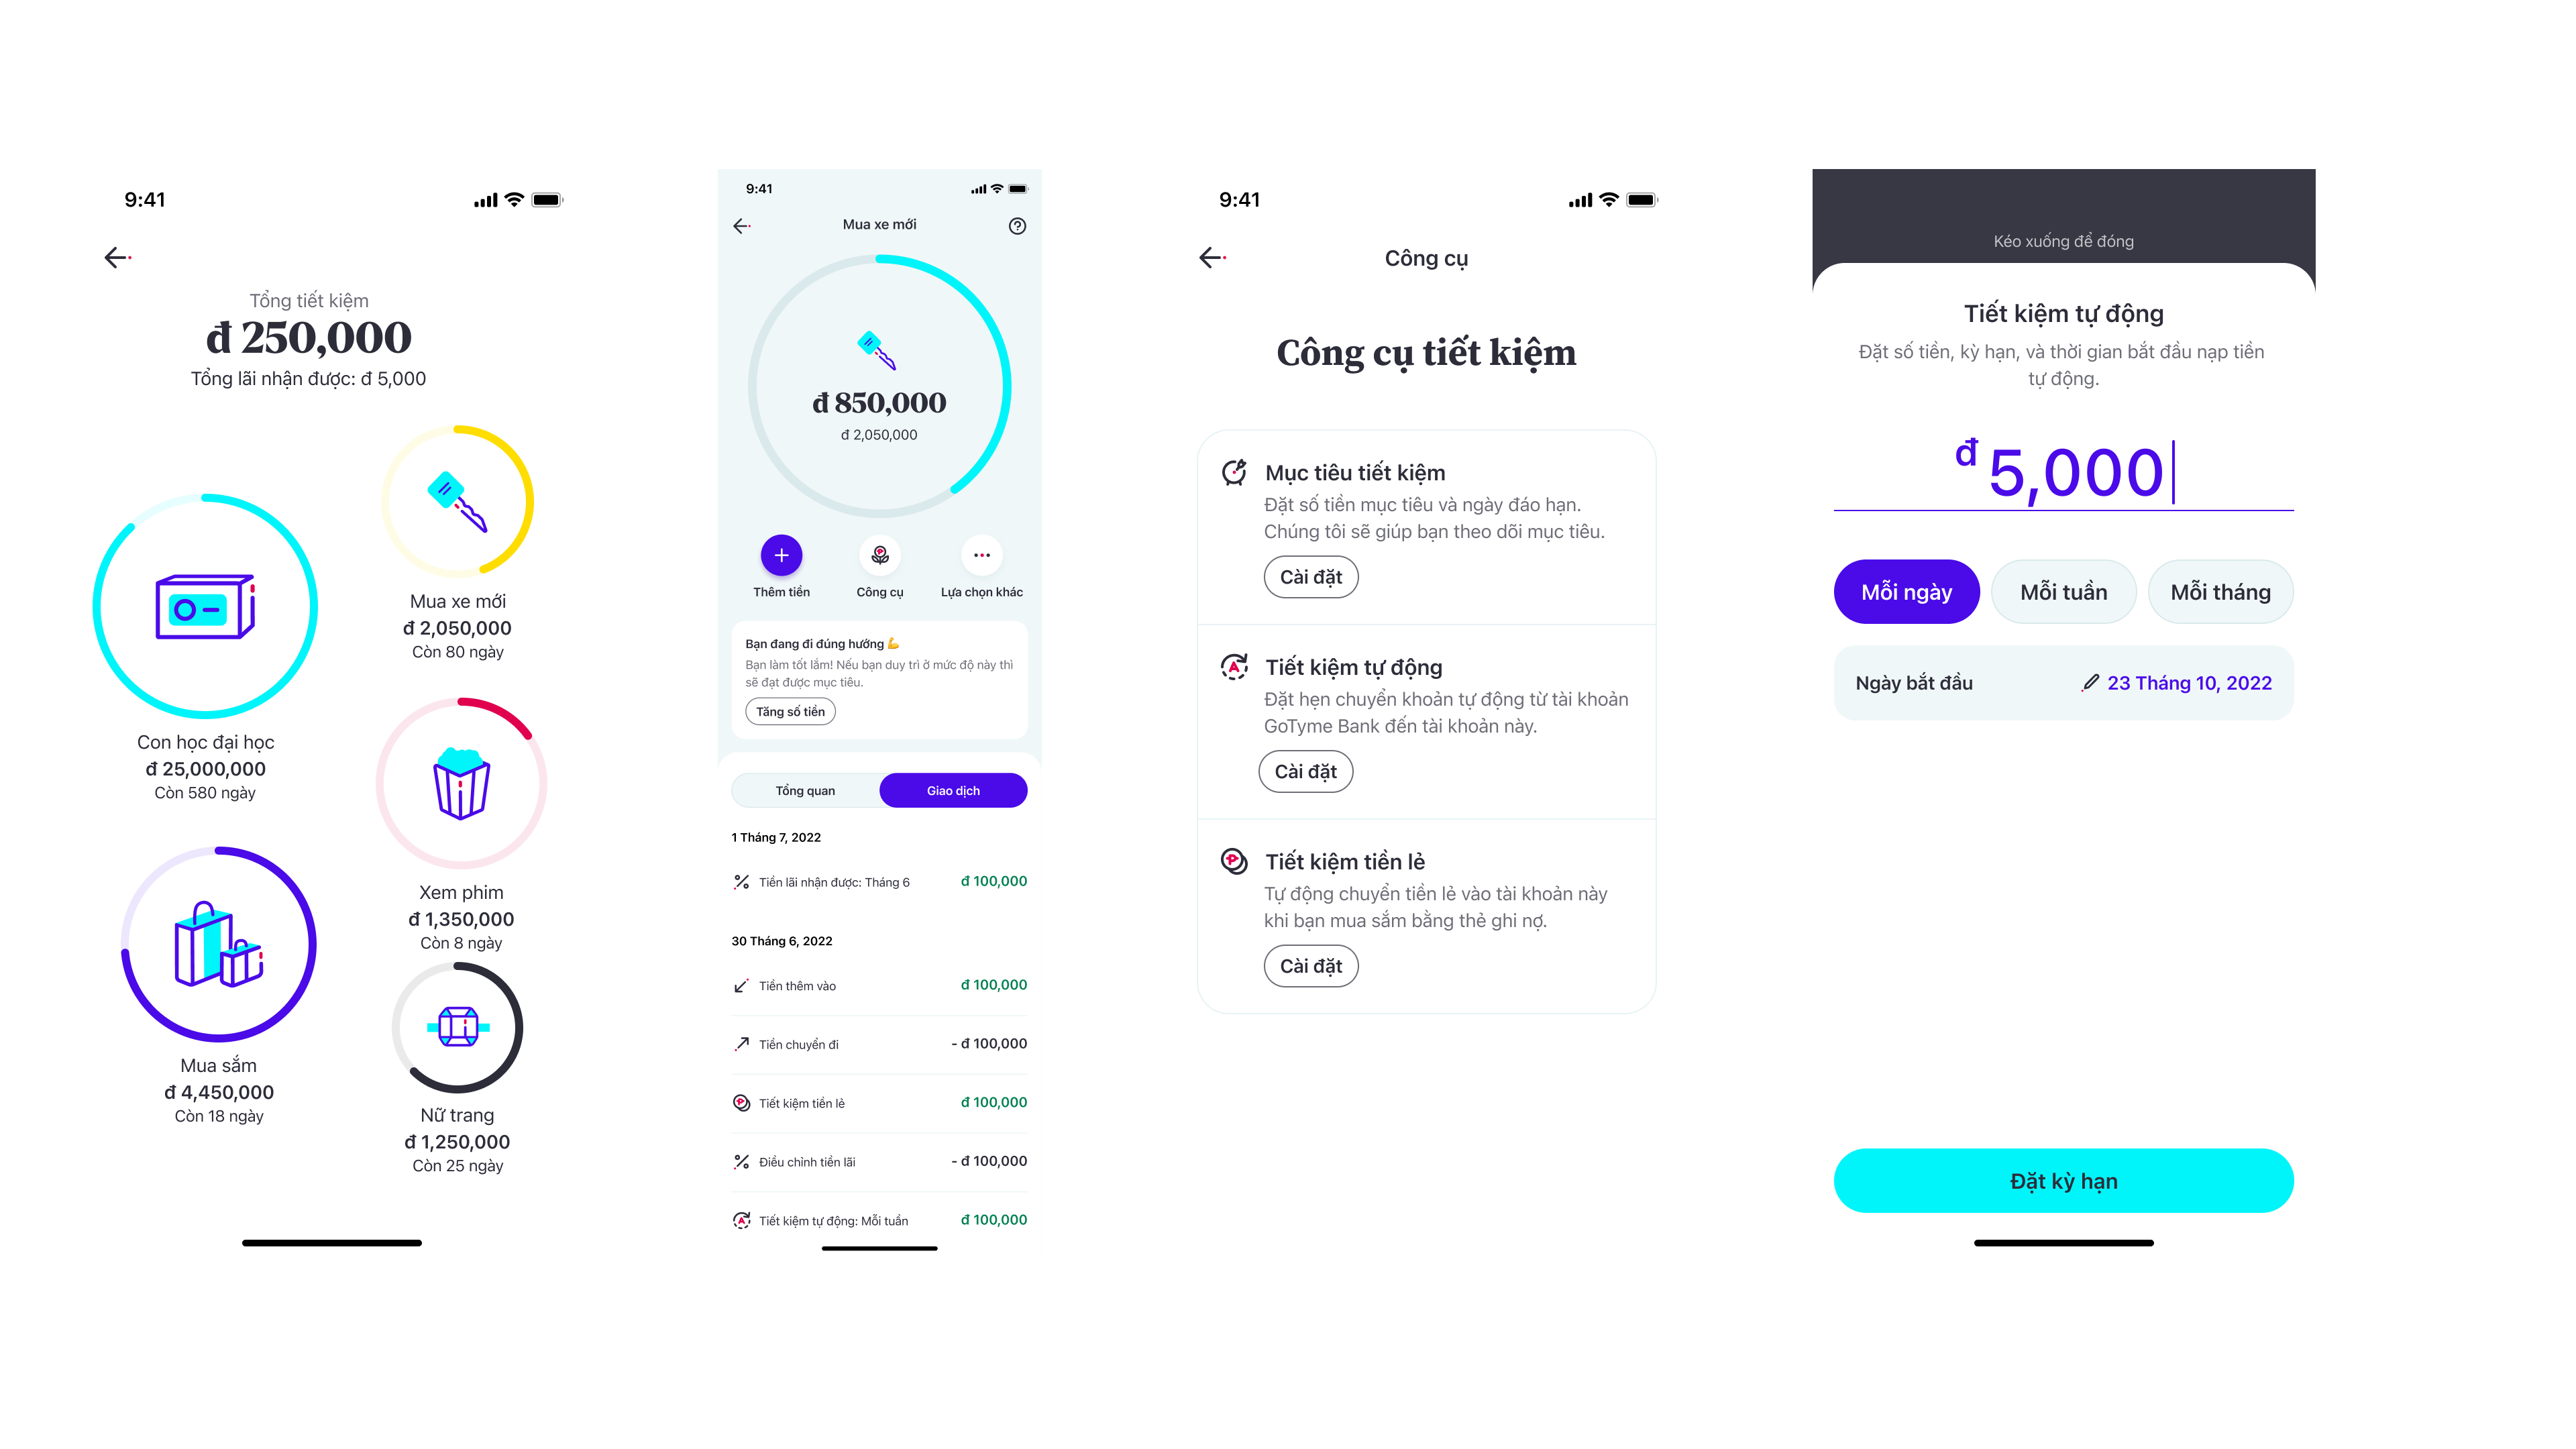 9:41
Tổng tiết kiệm
đ 250,000
Tổng lãi nhận được: đ 5,000
Mua xe mới
đ 2,050,000
Còn 80 ngày
Con học đại học
đ 25,000,000
Còn 580 ngày
Xem phim
đ 1,350,000
Còn 8 ngày
Mua sắm
đ 4,450,000
Còn 18 ngày
Nữ trang
đ 1,250,000
Còn 25 ngày
9:41
Mua xe mới
đ 850,000
đ 2,050,000
Thêm tiền
Công cụ
Lựa chọn khác
Bạn đang đi đúng hướng 💪
Bạn làm tốt lắm! Nếu bạn duy trì ở mức độ này thì
sẽ đạt được mục tiêu.
Tăng số tiền
Tổng quan
Giao dịch
1 Tháng 7, 2022
Tiền lãi nhận được: Tháng 6 đ 100,000
30 Tháng 6, 2022
Tiền thêm vào đ 100,000
Tiền chuyển đi - đ 100,000
Tiết kiệm tiền lẻ đ 100,000
Điều chỉnh tiền lãi - đ 100,000
Tiết kiệm tự động: Mỗi tuần đ 100,000
9:41
Công cụ
Công cụ tiết kiệm
Mục tiêu tiết kiệm
Đặt số tiền mục tiêu và ngày đáo hạn.
Chúng tôi sẽ giúp bạn theo dõi mục tiêu.
Cài đặt
Tiết kiệm tự động
Đặt hẹn chuyển khoản tự động từ tài khoản
GoTyme Bank đến tài khoản này.
Cài đặt
Tiết kiệm tiền lẻ
Tự động chuyển tiền lẻ vào tài khoản này
khi bạn mua sắm bằng thẻ ghi nợ.
Cài đặt
Kéo xuống để đóng
Tiết kiệm tự động
Đặt số tiền, kỳ hạn, và thời gian bắt đầu nạp tiền
tự động.
đ 5,000
Mỗi ngày
Mỗi tuần
Mỗi tháng
Ngày bắt đầu 23 Tháng 10, 2022
Đặt kỳ hạn